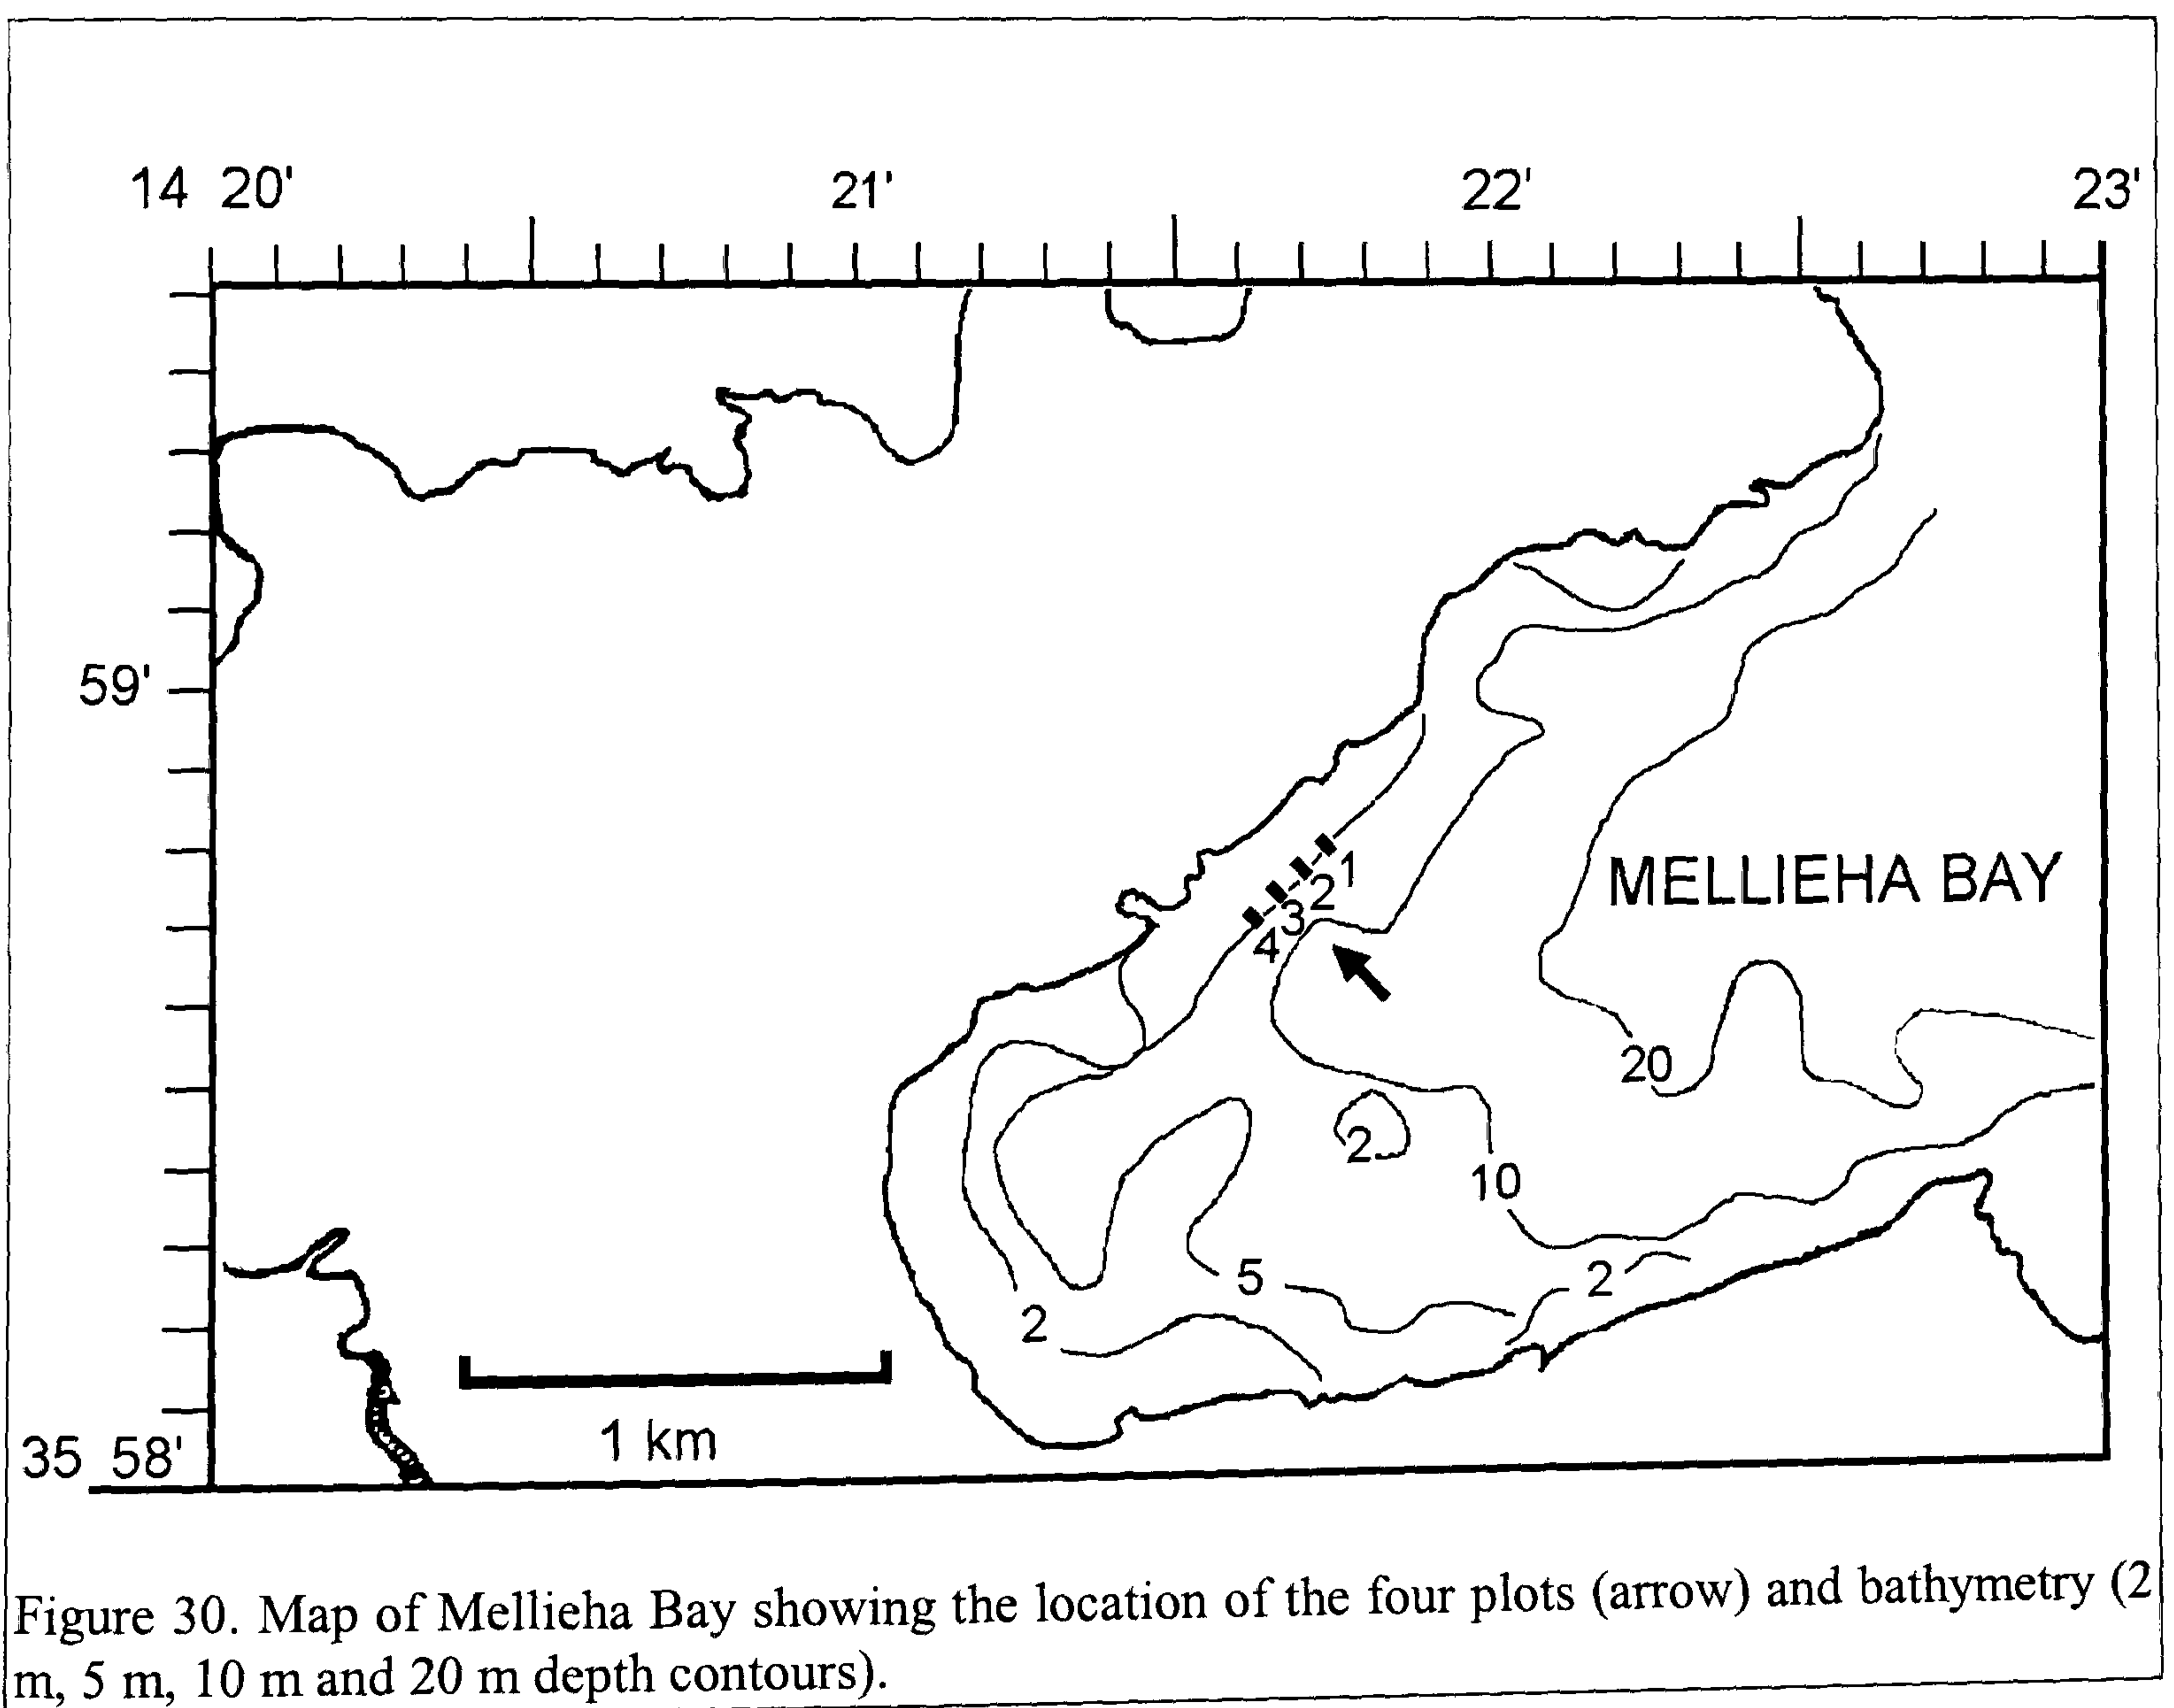 14 20' 21' 22' 23'
59'
1
MELLIEHA BAY
2
3
4
20
2
10
5
2
2
1 km
35 58'
Figure 30. Map of Mellieha Bay showing the location of the four plots (arrow) and bathymetry (2
m, 5 m, 10 m and 20 m depth contours).